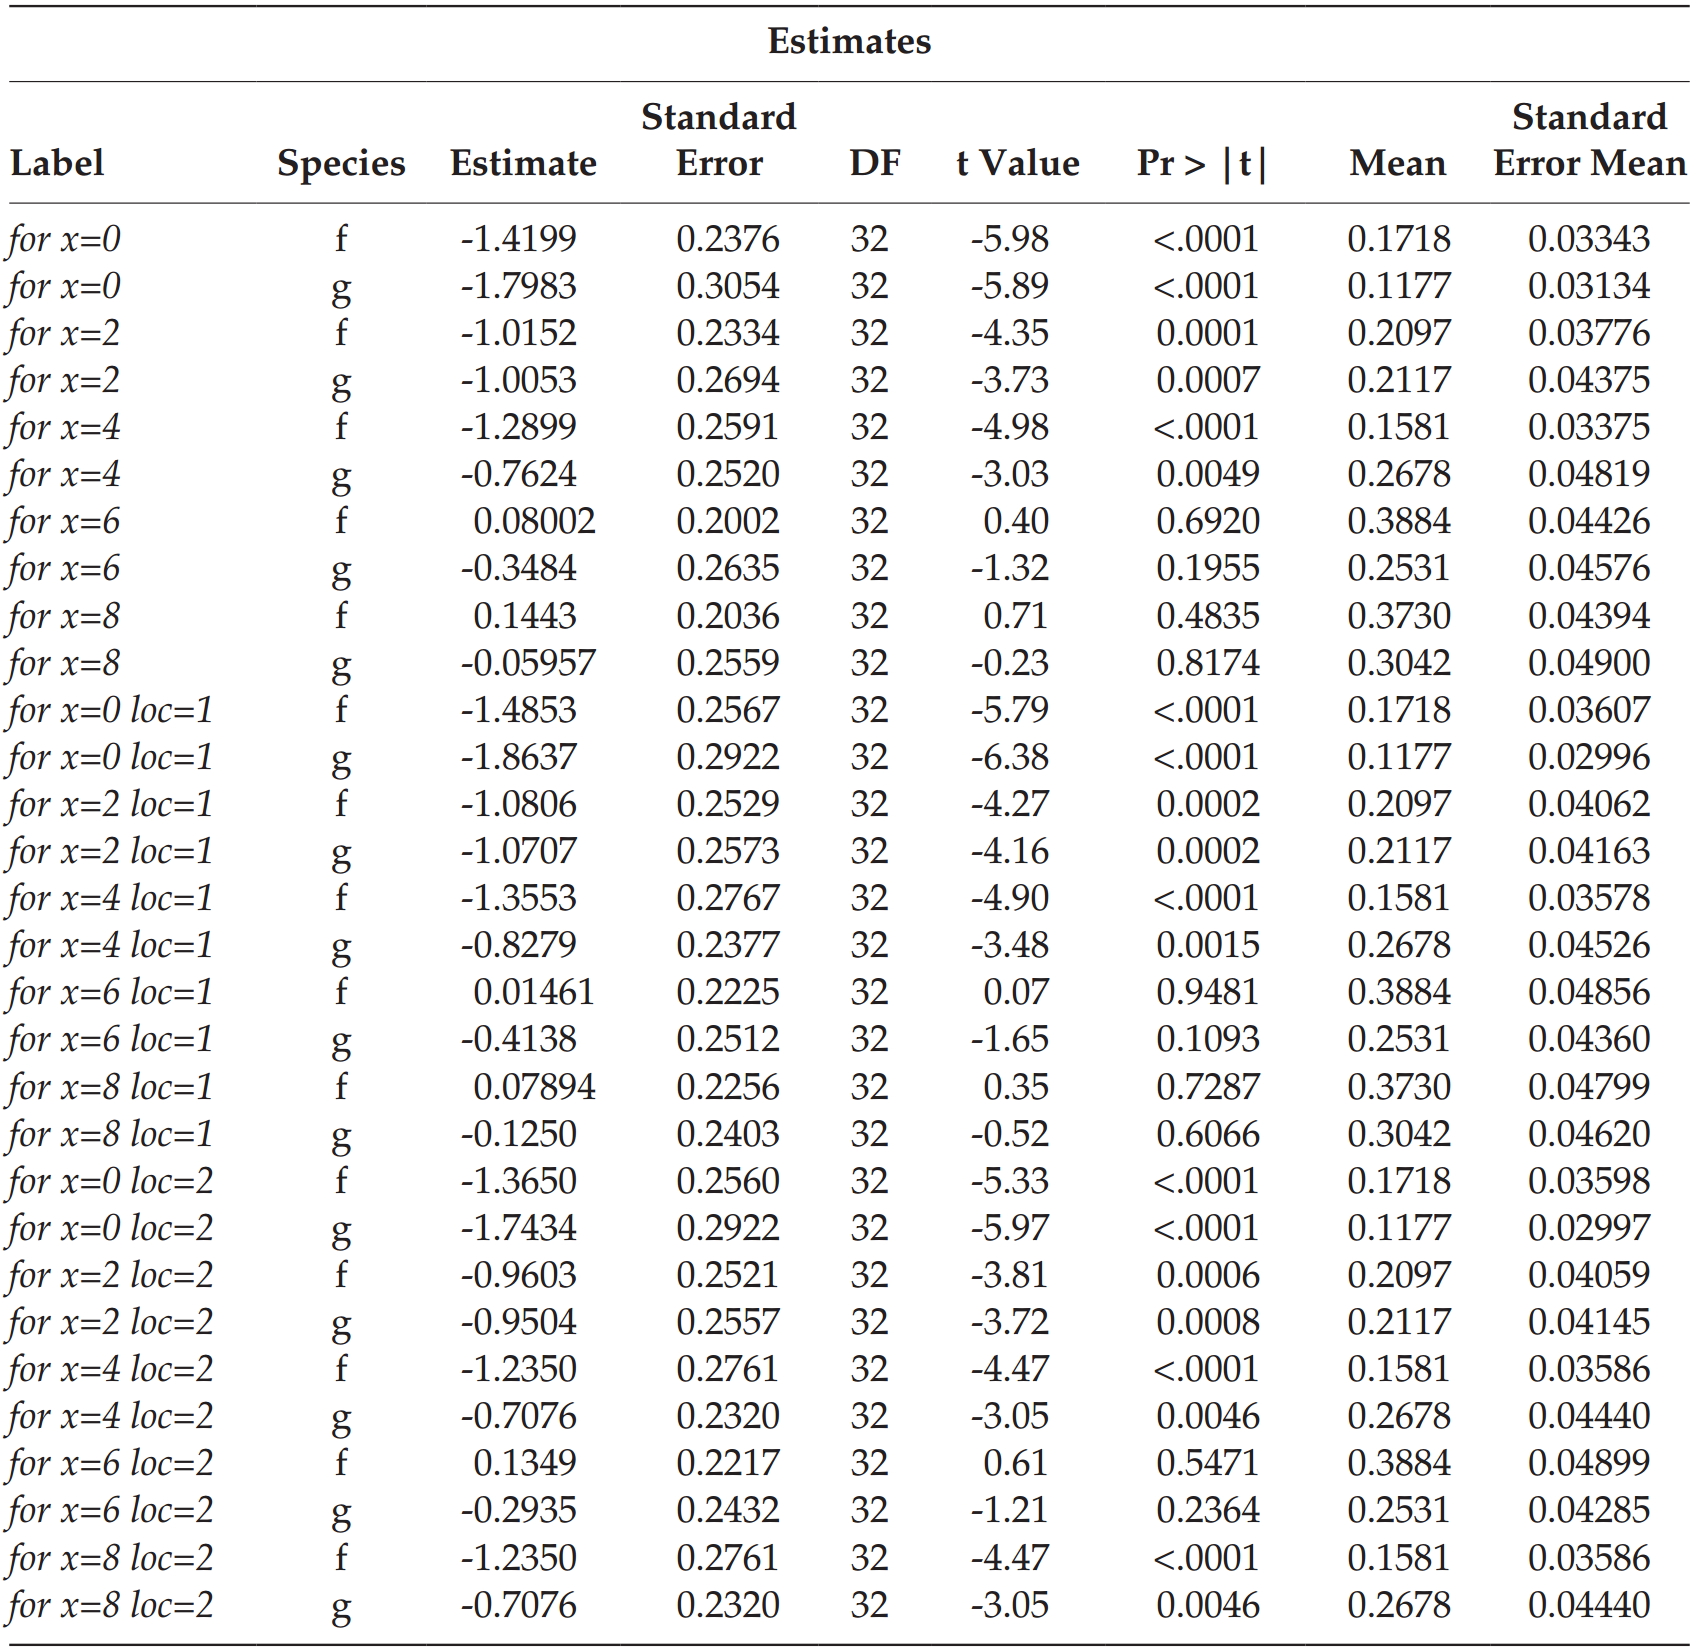 Estimates
Label Species Estimate Standard Error DF t Value Pr > |t| Mean Standard Error Mean
for x=0 f -1.4199 0.2376 32 -5.98 <.0001 0.1718 0.03343
for x=0 g -1.7983 0.3054 32 -5.89 <.0001 0.1177 0.03134
for x=2 f -1.0152 0.2334 32 -4.35 0.0001 0.2097 0.03776
for x=2 g -1.0053 0.2694 32 -3.73 0.0007 0.2117 0.04375
for x=4 f -1.2899 0.2591 32 -4.98 <.0001 0.1581 0.03375
for x=4 g -0.7624 0.2520 32 -3.03 0.0049 0.2678 0.04819
for x=6 f 0.08002 0.2002 32 0.40 0.6920 0.3884 0.04426
for x=6 g -0.3484 0.2635 32 -1.32 0.1955 0.2531 0.04576
for x=8 f 0.1443 0.2036 32 0.71 0.4835 0.3730 0.04394
for x=8 g -0.05957 0.2559 32 -0.23 0.8174 0.3042 0.04900
for x=0 loc=1 f -1.4853 0.2567 32 -5.79 <.0001 0.1718 0.03607
for x=0 loc=1 g -1.8637 0.2922 32 -6.38 <.0001 0.1177 0.02996
for x=2 loc=1 f -1.0806 0.2529 32 -4.27 0.0002 0.2097 0.04062
for x=2 loc=1 g -1.0707 0.2573 32 -4.16 0.0002 0.2117 0.04163
for x=4 loc=1 f -1.3553 0.2767 32 -4.90 <.0001 0.1581 0.03578
for x=4 loc=1 g -0.8279 0.2377 32 -3.48 0.0015 0.2678 0.04526
for x=6 loc=1 f 0.01461 0.2225 32 0.07 0.9481 0.3884 0.04856
for x=6 loc=1 g -0.4138 0.2512 32 -1.65 0.1093 0.2531 0.04360
for x=8 loc=1 f 0.07894 0.2256 32 0.35 0.7287 0.3730 0.04799
for x=8 loc=1 g -0.1250 0.2403 32 -0.52 0.6066 0.3042 0.04620
for x=0 loc=2 f -1.3650 0.2560 32 -5.33 <.0001 0.1718 0.03598
for x=0 loc=2 g -1.7434 0.2922 32 -5.97 <.0001 0.1177 0.02997
for x=2 loc=2 f -0.9603 0.2521 32 -3.81 0.0006 0.2097 0.04059
for x=2 loc=2 g -0.9504 0.2557 32 -3.72 0.0008 0.2117 0.04145
for x=4 loc=2 f -1.2350 0.2761 32 -4.47 <.0001 0.1581 0.03586
for x=4 loc=2 g -0.7076 0.2320 32 -3.05 0.0046 0.2678 0.04440
for x=6 loc=2 f 0.1349 0.2217 32 0.61 0.5471 0.3884 0.04899
for x=6 loc=2 g -0.2935 0.2432 32 -1.21 0.2364 0.2531 0.04285
for x=8 loc=2 f -1.2350 0.2761 32 -4.47 <.0001 0.1581 0.03586
for x=8 loc=2 g -0.7076 0.2320 32 -3.05 0.0046 0.2678 0.04440